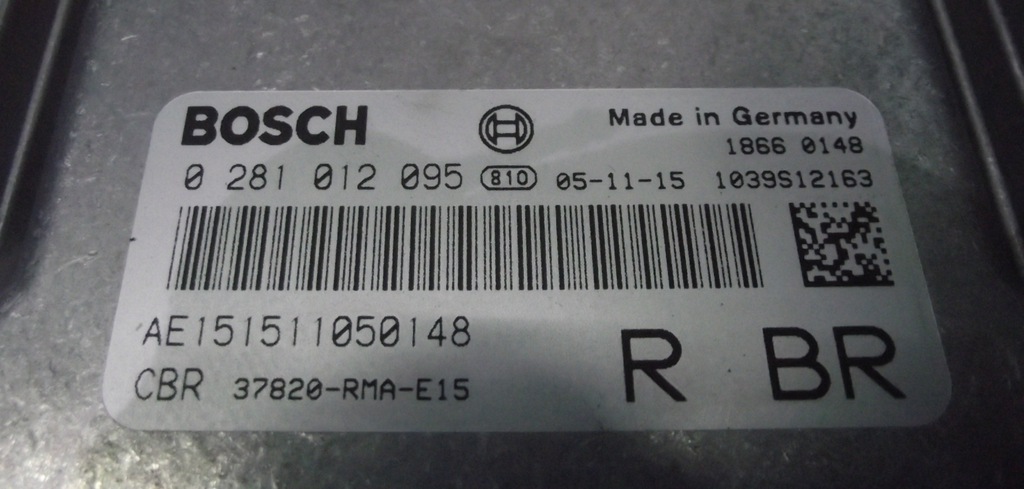 BOSCH Made in Germany
1866 0148
0 281 012 095 810 05-11-15 1039S12163
AE151511050148
CBR 37820-RMA-E15
R BR